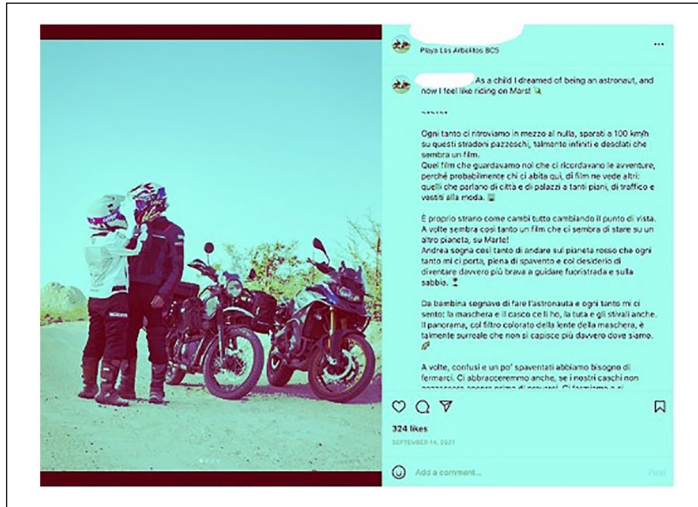 Playa Los Arbolitos BCS
As a child I dreamed of being an astronaut, and
now I feel like riding on Mars!
~~~~~~
Ogni tanto ci ritroviamo in mezzo al nulla, sparati a 100 km/h
su questi stradoni pazzeschi, talmente infiniti e desolati che
sembra un film.
Quei film che guardavamo noi che ci ricordavano le avventure,
perché probabilmente chi ci abita qui, di film ne vede altri:
quelli che parlano di città e di palazzi a tanti piani, di traffico e
vestiti alla moda.
È proprio strano come cambi tutto cambiando il punto di vista.
A volte sembra così tanto un film che ci sembra di stare su un
altro pianeta, su Marte!
Andrea sogna così tanto di andare sul pianeta rosso che ogni
tanto mi ci porta, piena di spavento e col desiderio di
diventare davvero più brava a guidare fuoristrada e sulla
sabbia.
Da bambina sognavo di fare l'astronauta e ogni tanto mi ci
sento: la maschera e il casco ce li ho, la tuta e gli stivali anche.
Il panorama, col filtro colorato della lente della maschera, è
talmente surreale che non si capisce più davvero dove siamo.
A volte, confusi e un po' spaventati abbiamo bisogno di
fermarci. Ci abbracceremmo anche, se i nostri caschi non
324 likes
SEPTEMBER 14, 2021
Add a comment...
Post